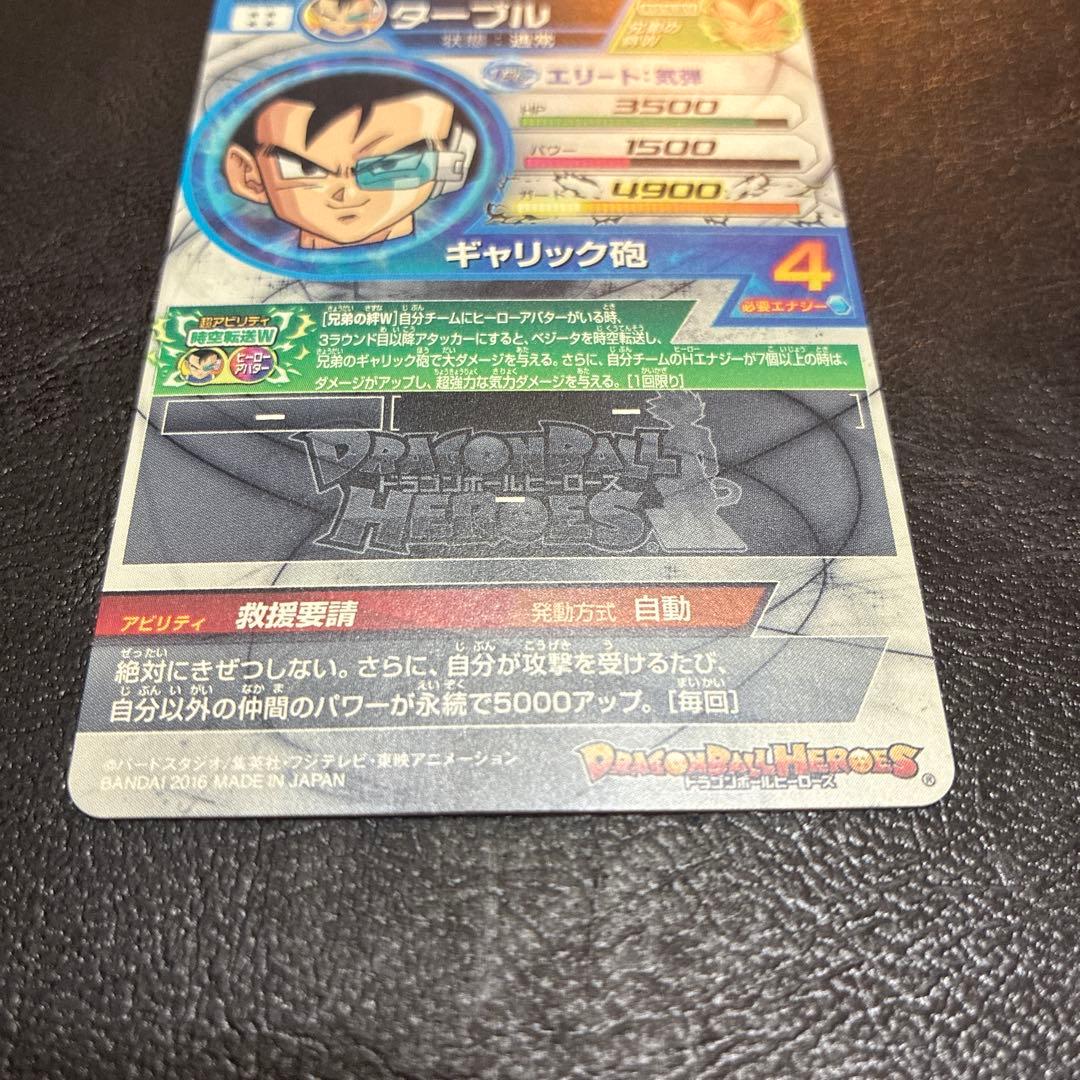 ターブル
状態：通常
エリート：気弾
HP 3500
パワー 1500
ガード 4900
ギャリック砲
4
必要エナジー
超アビリティ
時空転送W
ヒーロー
アバター
[兄弟の絆W]自分チームにヒーローアバターがいる時、
3ラウンド目以降アタッカーにすると、ベジータを時空転送し、
兄弟のギャリック砲で大ダメージを与える。さらに、自分チームのHエナジーが7個以上の時は、
ダメージがアップし、超強力な気力ダメージを与える。[1回限り]
ー
ー
DRAGONBALL
ドラゴンボールヒーローズ
ー
HEROES
アビリティ 救援要請 発動方式 自動
絶対にきぜつしない。さらに、自分が攻撃を受けるたび、
自分以外の仲間のパワーが永続で5000アップ。[毎回]
©バードスタジオ/集英社・フジテレビ・東映アニメーション
BANDAI 2016 MADE IN JAPAN
DRAGONBALL HEROES
ドラゴンボールヒーローズ
®